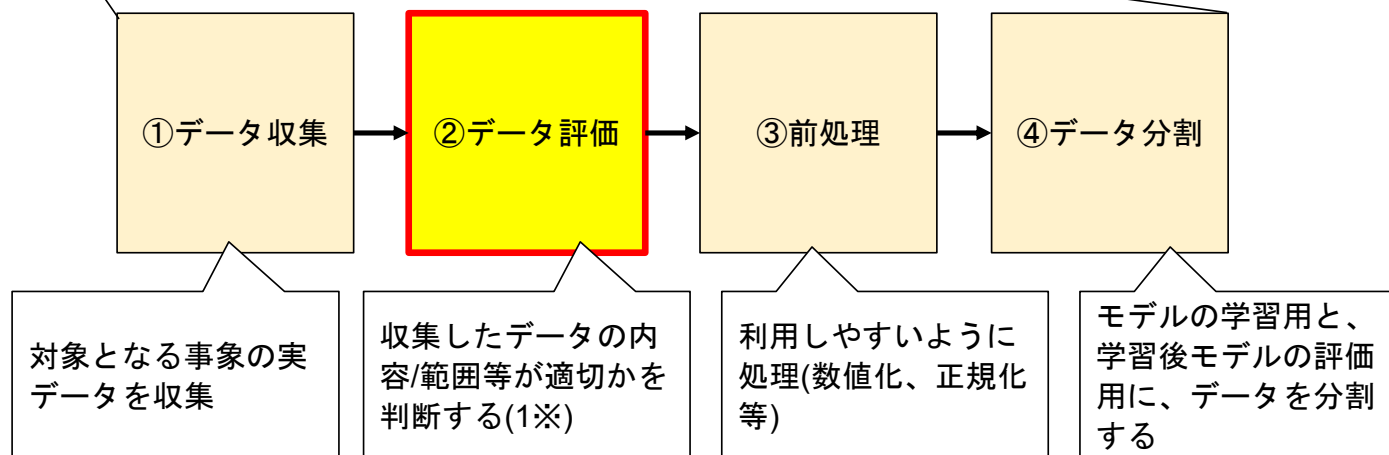 ①データ収集
②データ評価
③前処理
④データ分割
対象となる事象の実
データを収集
収集したデータの内
容/範囲等が適切かを
判断する(1※)
利用しやすいように
処理(数値化、正規化
等)
モデルの学習用と、
学習後モデルの評価
用に、データを分割
する